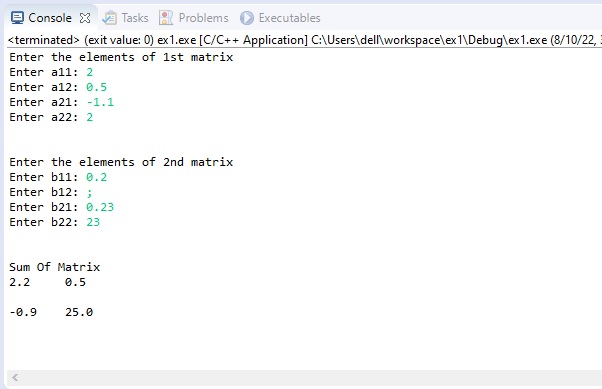 Console Tasks Problems Executables
<terminated> (exit value: 0) ex1.exe [C/C++ Application] C:\Users\dell\workspace\ex1\Debug\ex1.exe (8/10/22,
Enter the elements of 1st matrix
Enter a11: 2
Enter a12: 0.5
Enter a21: -1.1
Enter a22: 2
Enter the elements of 2nd matrix
Enter b11: 0.2
Enter b12: ;
Enter b21: 0.23
Enter b22: 23
Sum Of Matrix
2.2 0.5
-0.9 25.0